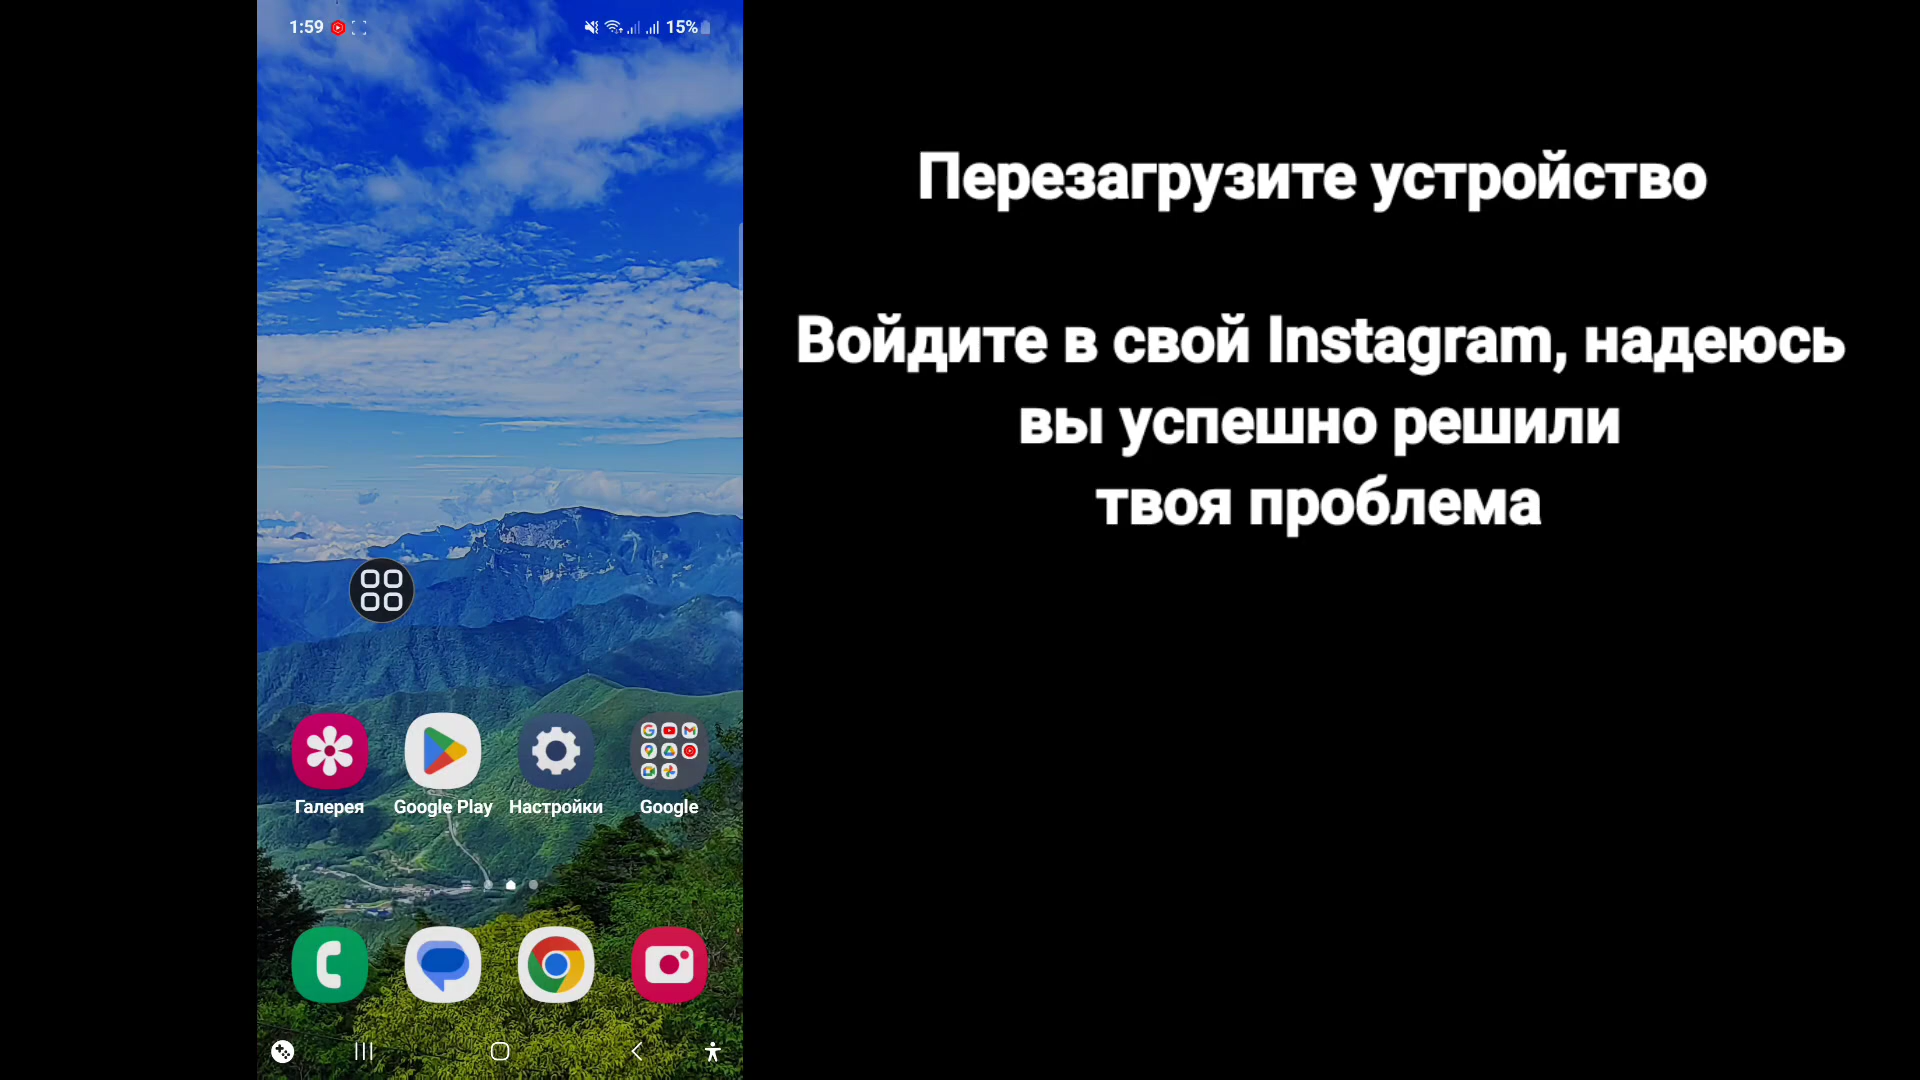 1:59
15%
Перезагрузите устройство
Войдите в свой Instagram, надеюсь
вы успешно решили
твоя проблема
Галерея
Google Play
Настройки
Google